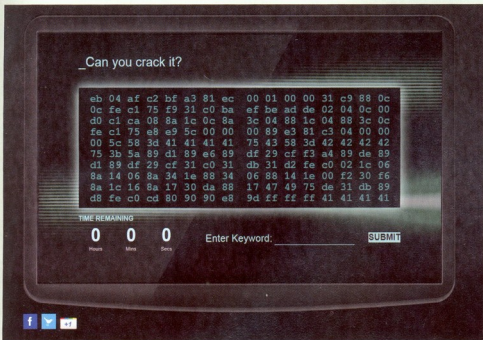 _Can you crack it?
eb 04 af c2 bf a3 81 ec 00 01 00 00 31 c9 88 0c
0c fe c1 75 f9 31 c0 ba ef be ad de 02 04 0c 00
d0 c1 ca 08 8a 1c 0c 8a 3c 04 88 1c 04 88 3c 0c
fe c1 75 e8 e9 5c 00 00 00 89 e3 81 c3 04 00 00
00 5c 58 3d 41 41 41 41 75 43 58 3d 42 42 42 42
75 3b 5a 89 d1 89 e6 89 df 29 cf f3 a4 89 de 89
d1 89 df 29 cf 31 c0 31 db 31 d2 fe c0 02 1c 06
8a 14 06 8a 34 1e 88 34 06 88 14 1e 00 f2 30 f6
8a 1c 16 8a 17 30 da 88 17 47 49 75 de 31 db 89
d8 fe c0 cd 80 90 90 e8 9d ff ff ff 41 41 41 41
TIME REMAINING
0 0 0
Hours Mins Secs
Enter Keyword:
SUBMIT
f +1